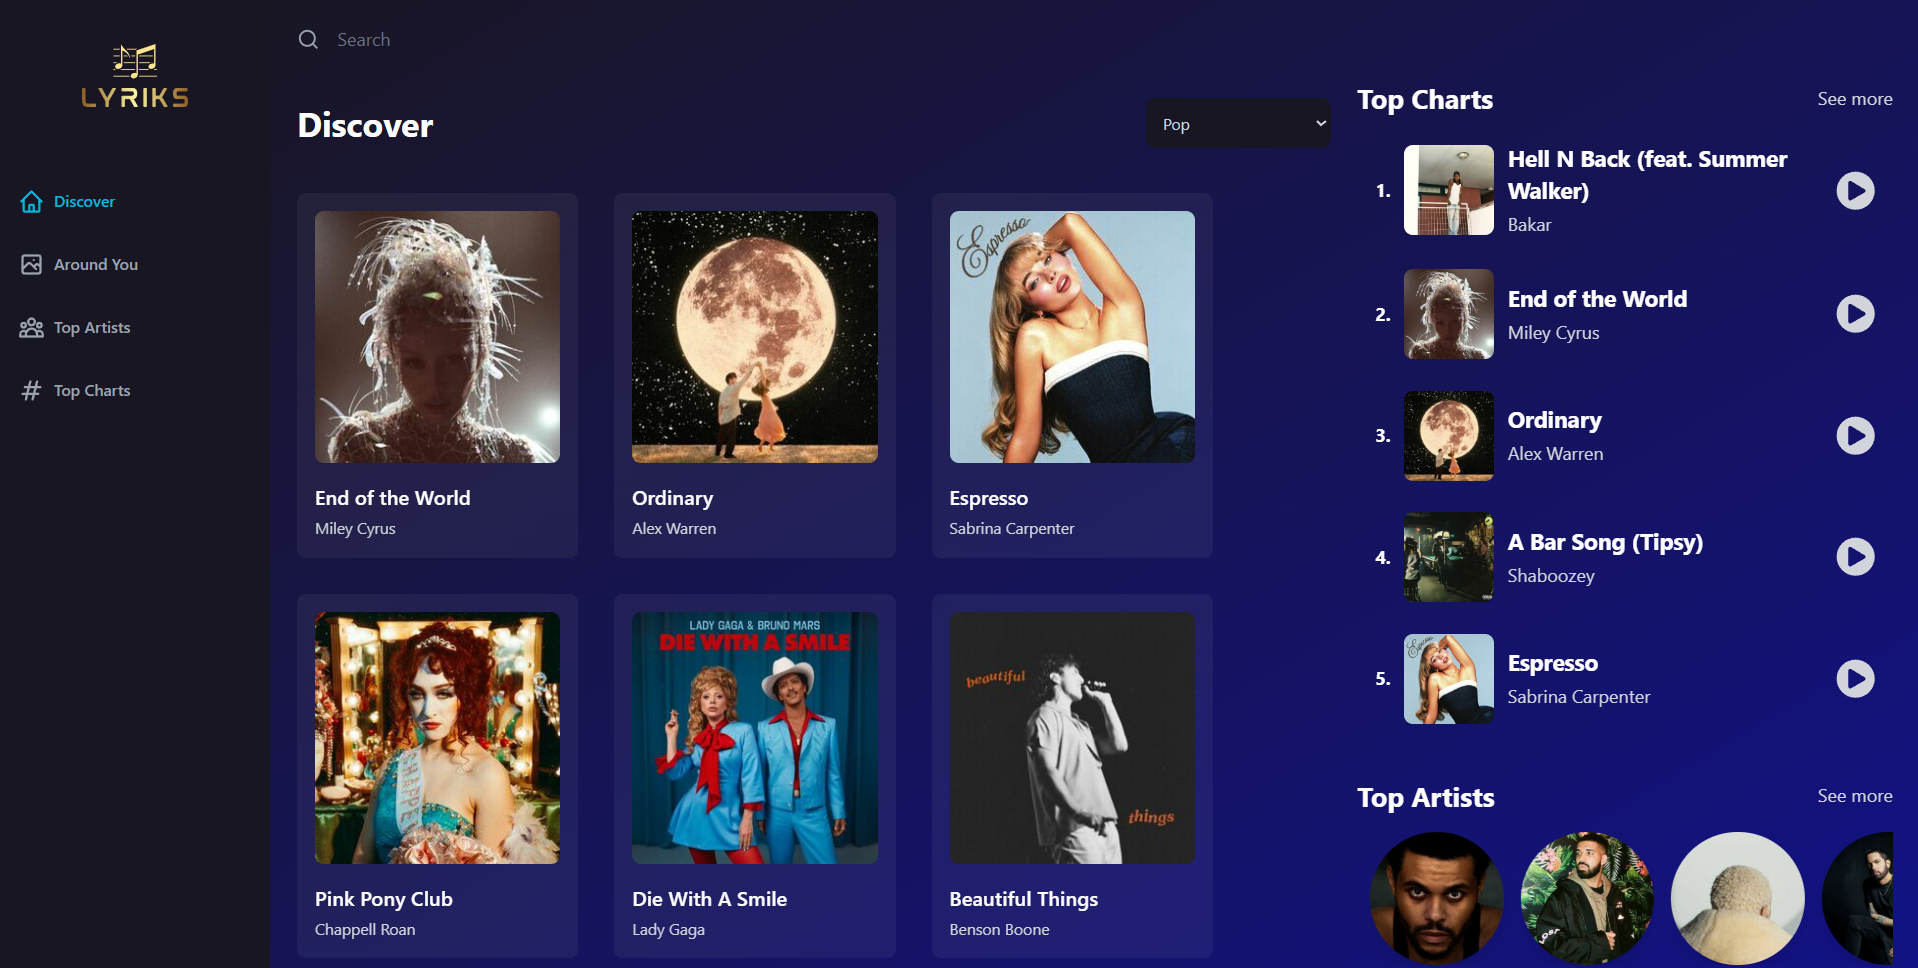 LYRIKS
Discover
Around You
Top Artists
Top Charts
Search
Discover
Pop
Espresso
End of the World
Miley Cyrus
Ordinary
Alex Warren
Espresso
Sabrina Carpenter
LADY GAGA & BRUNO MARS
DIE WITH A SMILE
beautiful
things
Pink Pony Club
Chappell Roan
Die With A Smile
Lady Gaga
Beautiful Things
Benson Boone
Top Charts
See more
1.
Hell N Back (feat. Summer
Walker)
Bakar
2.
End of the World
Miley Cyrus
3.
Ordinary
Alex Warren
4.
A Bar Song (Tipsy)
Shaboozey
5.
Espresso
Sabrina Carpenter
Top Artists
See more